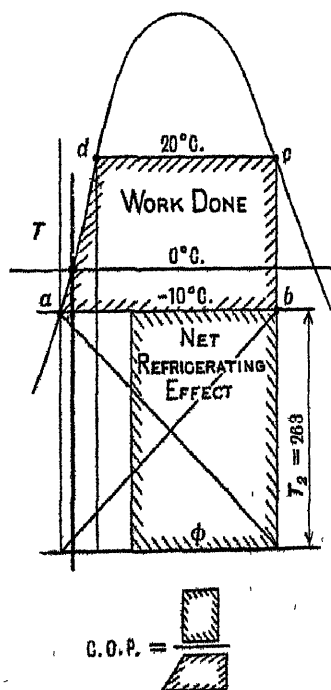 d
20°C.
c
WORK DONE
T
0°C.
a
-10°C.
b
NET
REFRIGERATING
EFFECT
T₂ = 263
ϕ
C.O.P. =